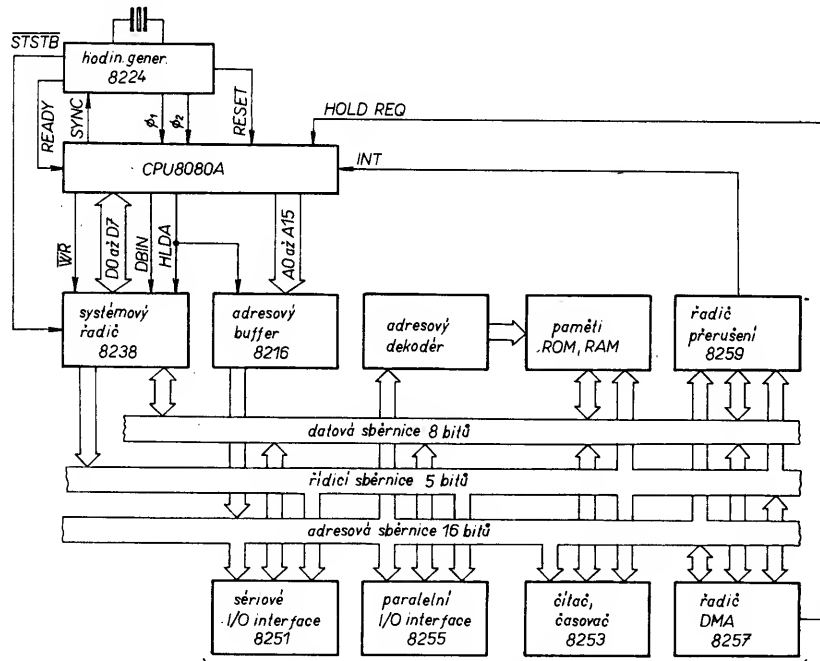 STSTB
hodin. gener.
8224
READY
SYNC
ϕ1
ϕ2
RESET
HOLD REQ
CPU8080A
INT
WR
D0 až D7
DBIN
HLDA
A0 až A15
systémový
řadič
8238
adresový
buffer
8216
adresový
dekodér
paměti
ROM, RAM
řadič
přerušení
8259
datová sběrnice 8 bitů
řídicí sběrnice 5 bitů
adresová sběrnice 16 bitů
sériové
I/O interface
8251
paralelní
I/O interface
8255
čítač,
časovač
8253
řadič
DMA
8257